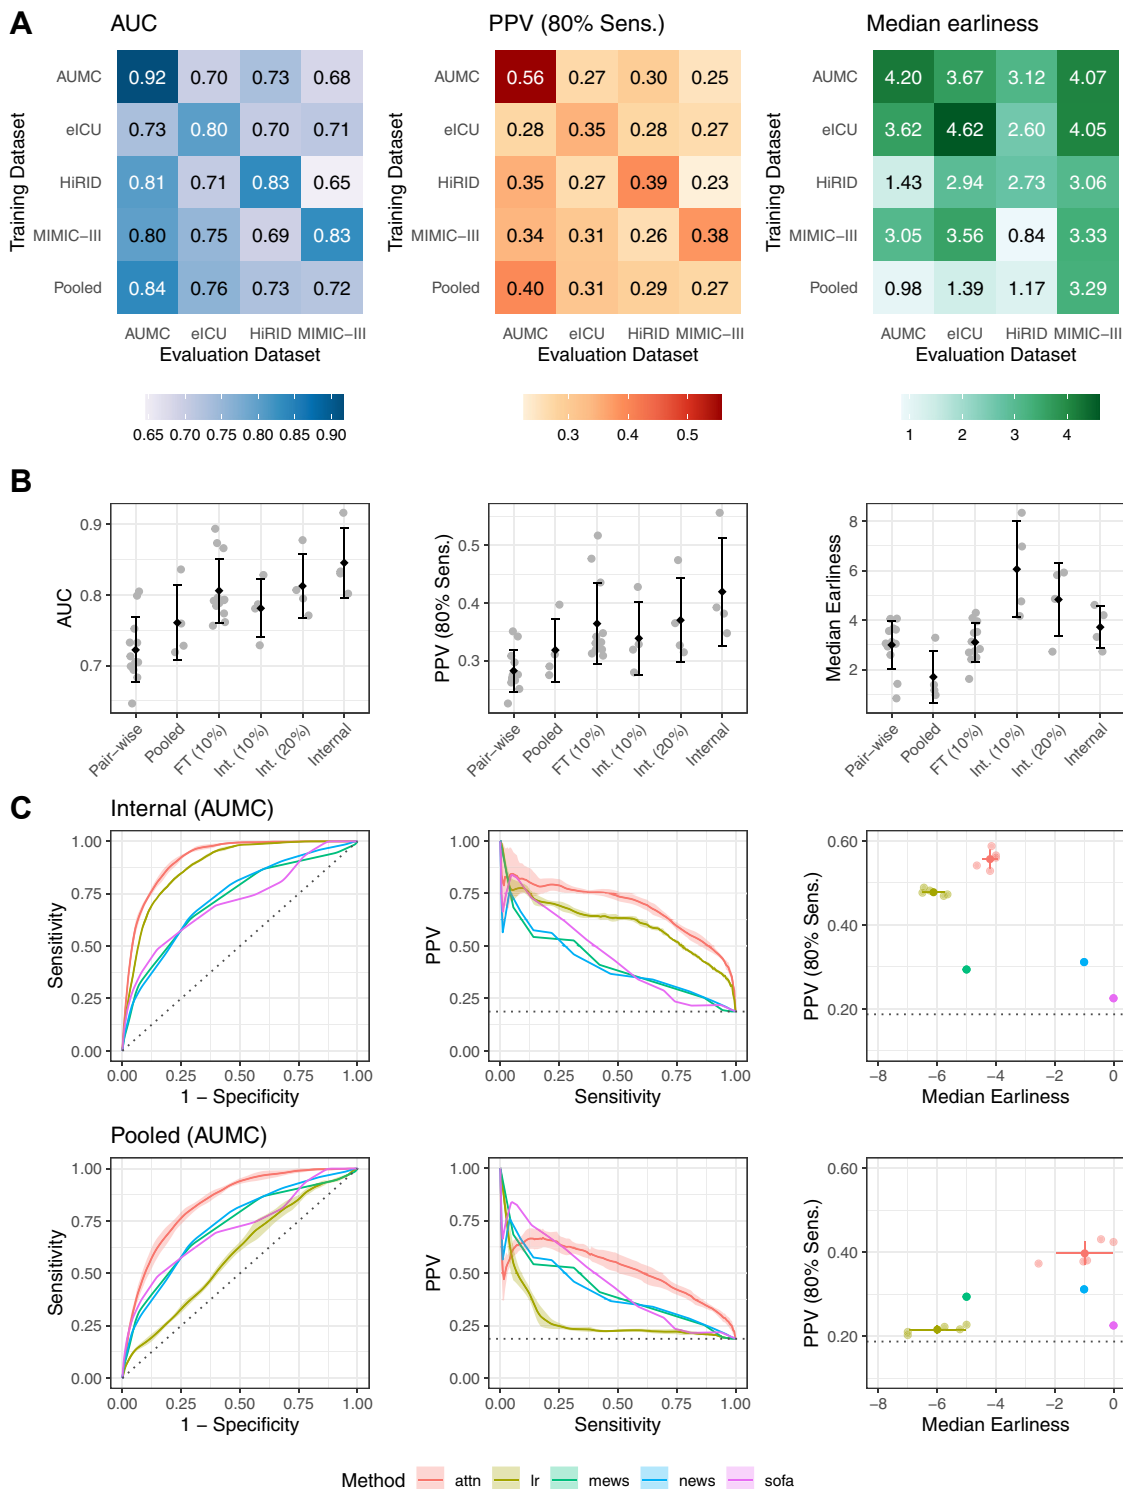 A
AUC
PPV (80% Sens.)
Median earliness
Training Dataset
AUMC 0.92 0.70 0.73 0.68
eICU 0.73 0.80 0.70 0.71
HiRID 0.81 0.71 0.83 0.65
MIMIC-III 0.80 0.75 0.69 0.83
Pooled 0.84 0.76 0.73 0.72
AUMC eICU HiRID MIMIC-III
Evaluation Dataset
0.65 0.70 0.75 0.80 0.85 0.90
Training Dataset
AUMC 0.56 0.27 0.30 0.25
eICU 0.28 0.35 0.28 0.27
HiRID 0.35 0.27 0.39 0.23
MIMIC-III 0.34 0.31 0.26 0.38
Pooled 0.40 0.31 0.29 0.27
AUMC eICU HiRID MIMIC-III
Evaluation Dataset
0.3 0.4 0.5
Training Dataset
AUMC 4.20 3.67 3.12 4.07
eICU 3.62 4.62 2.60 4.05
HiRID 1.43 2.94 2.73 3.06
MIMIC-III 3.05 3.56 0.84 3.33
Pooled 0.98 1.39 1.17 3.29
AUMC eICU HiRID MIMIC-III
Evaluation Dataset
1 2 3 4
B
AUC
0.9
0.8
0.7
Pair-wise Pooled FT (10%) Int. (10%) Int. (20%) Internal
PPV (80% Sens.)
0.5
0.4
0.3
Pair-wise Pooled FT (10%) Int. (10%) Int. (20%) Internal
Median Earliness
8
6
4
2
Pair-wise Pooled FT (10%) Int. (10%) Int. (20%) Internal
C
Internal (AUMC)
Sensitivity
1.00
0.75
0.50
0.25
0.00
0.00 0.25 0.50 0.75 1.00
1 - Specificity
PPV
1.00
0.75
0.50
0.25
0.00
0.00 0.25 0.50 0.75 1.00
Sensitivity
PPV (80% Sens.)
0.60
0.40
0.20
-8 -6 -4 -2 0
Median Earliness
Pooled (AUMC)
Sensitivity
1.00
0.75
0.50
0.25
0.00
0.00 0.25 0.50 0.75 1.00
1 - Specificity
PPV
1.00
0.75
0.50
0.25
0.00
0.00 0.25 0.50 0.75 1.00
Sensitivity
PPV (80% Sens.)
0.60
0.40
0.20
-8 -6 -4 -2 0
Median Earliness
Method attn lr mews news sofa